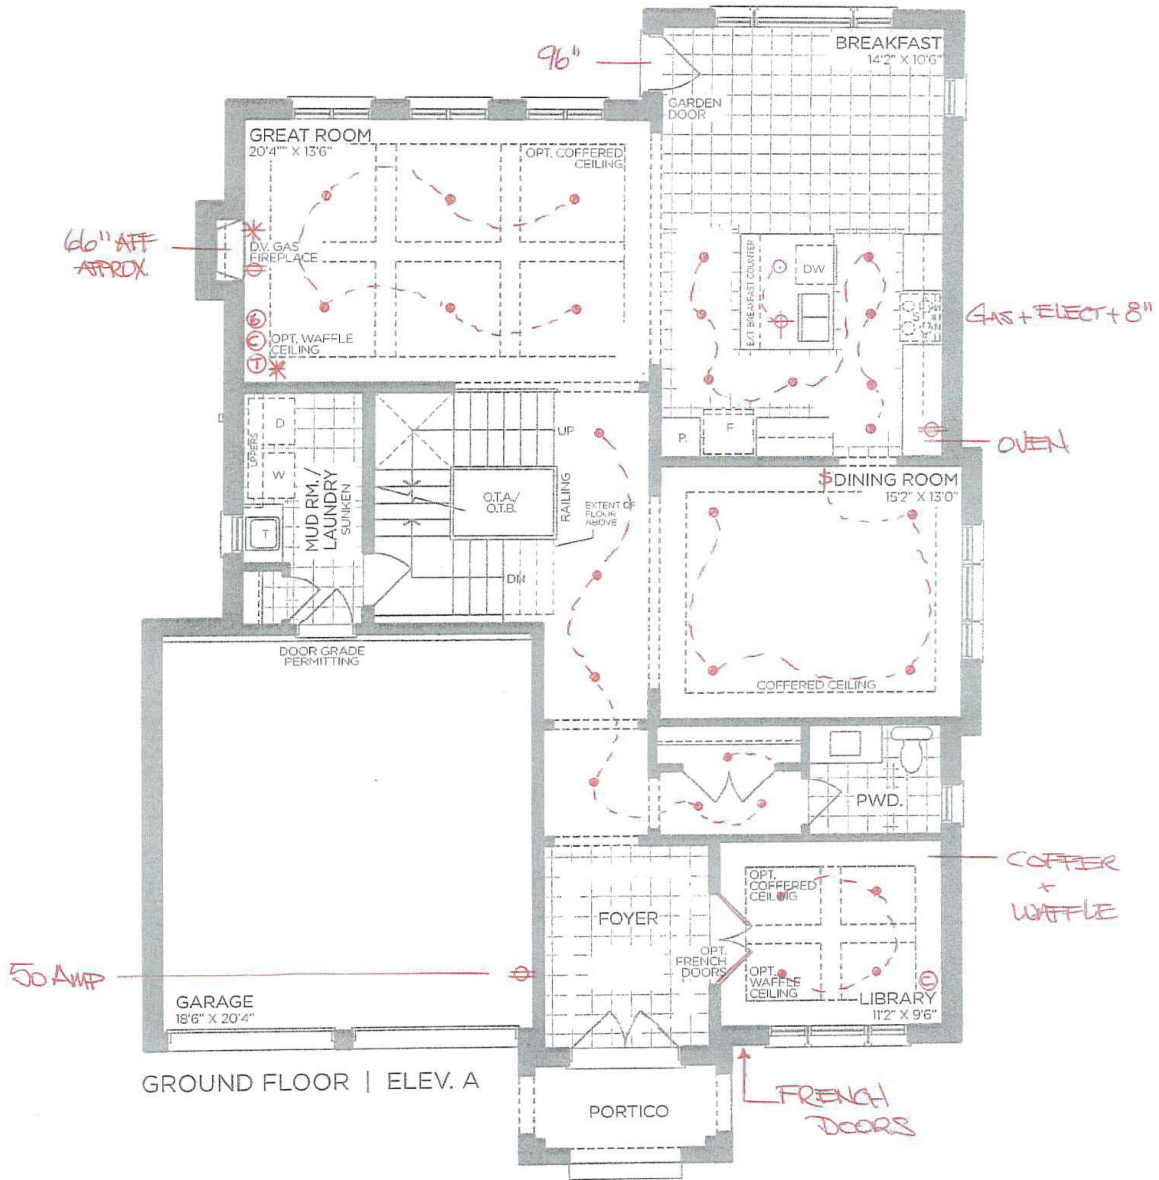 BREAKFAST
14'2" X 10'6"
96"
GARDEN
DOOR
GREAT ROOM
20'4"" X 13'6"
OPT. COFFERED
CEILING
66" AFF
APPROX
D.V. GAS
FIREPLACE
EXT. BREAKFAST COUNTER
DW
S
GAS + ELECT + 8"
6
C
T
OPT. WAFFLE
CEILING
D
UPPERS
W
MUD RM. /
LAUNDRY
SUNKEN
T
UP
P.
F
OVEN
O.T.A./
O.T.B.
RAILING
EXTENT OF
FLOOR
ABOVE
DN
$
DINING ROOM
15'2" X 13'0"
COFFERED CEILING
DOOR GRADE
PERMITTING
PWD.
COFFER
+
WAFFLE
OPT.
COFFERED
CEILING
FOYER
OPT.
FRENCH
DOORS
OPT.
WAFFLE
CEILING
C
LIBRARY
11'2" X 9'6"
50 AMP
GARAGE
18'6" X 20'4"
GROUND FLOOR | ELEV. A
PORTICO
FRENCH
DOORS